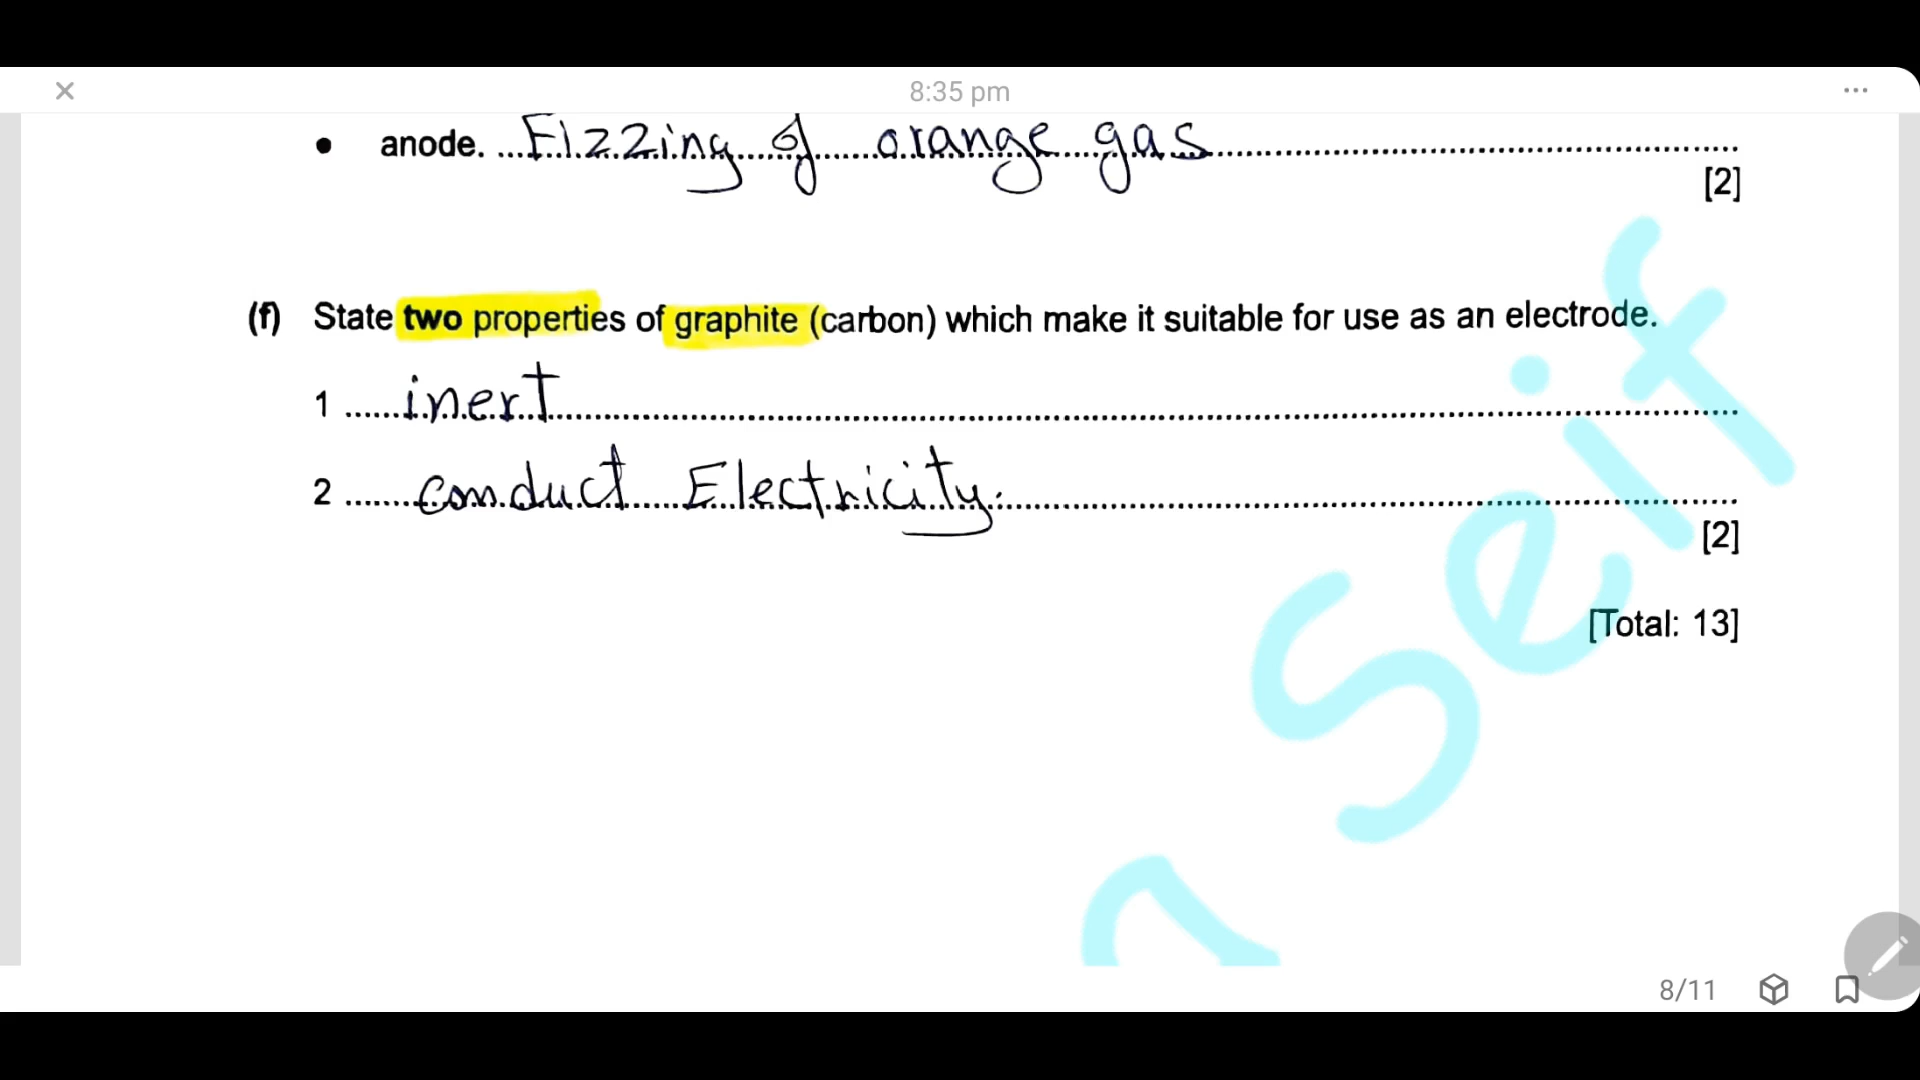 8:35 pm
• anode. Fizzing of orange gas
[2]
(f) State two properties of graphite (carbon) which make it suitable for use as an electrode.
1 inert
2 conduct Electricity.
[2]
[Total: 13]
Seif
8/11